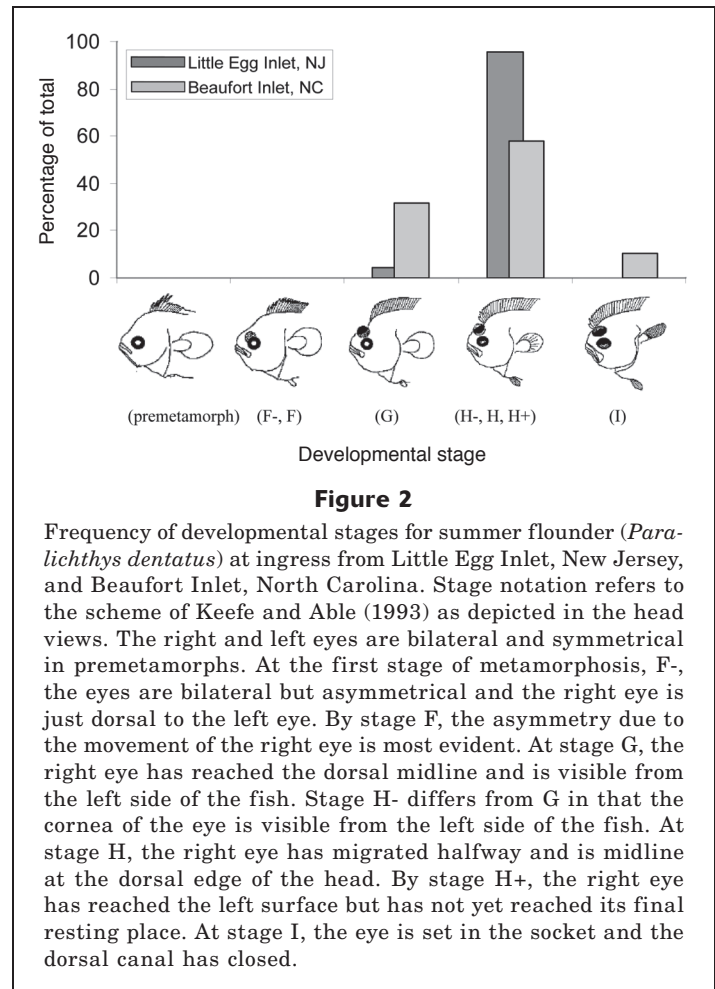 100
80
60
40
20
0
Percentage of total
Little Egg Inlet, NJ
Beaufort Inlet, NC
(premetamorph) (F-, F) (G) (H-, H, H+) (I)
Developmental stage
Figure 2
Frequency of developmental stages for summer flounder (Para-
lichthys dentatus) at ingress from Little Egg Inlet, New Jersey,
and Beaufort Inlet, North Carolina. Stage notation refers to
the scheme of Keefe and Able (1993) as depicted in the head
views. The right and left eyes are bilateral and symmetrical
in premetamorphs. At the first stage of metamorphosis, F-,
the eyes are bilateral but asymmetrical and the right eye is
just dorsal to the left eye. By stage F, the asymmetry due to
the movement of the right eye is most evident. At stage G, the
right eye has reached the dorsal midline and is visible from
the left side of the fish. Stage H- differs from G in that the
cornea of the eye is visible from the left side of the fish. At
stage H, the right eye has migrated halfway and is midline
at the dorsal edge of the head. By stage H+, the right eye
has reached the left surface but has not yet reached its final
resting place. At stage I, the eye is set in the socket and the
dorsal canal has closed.